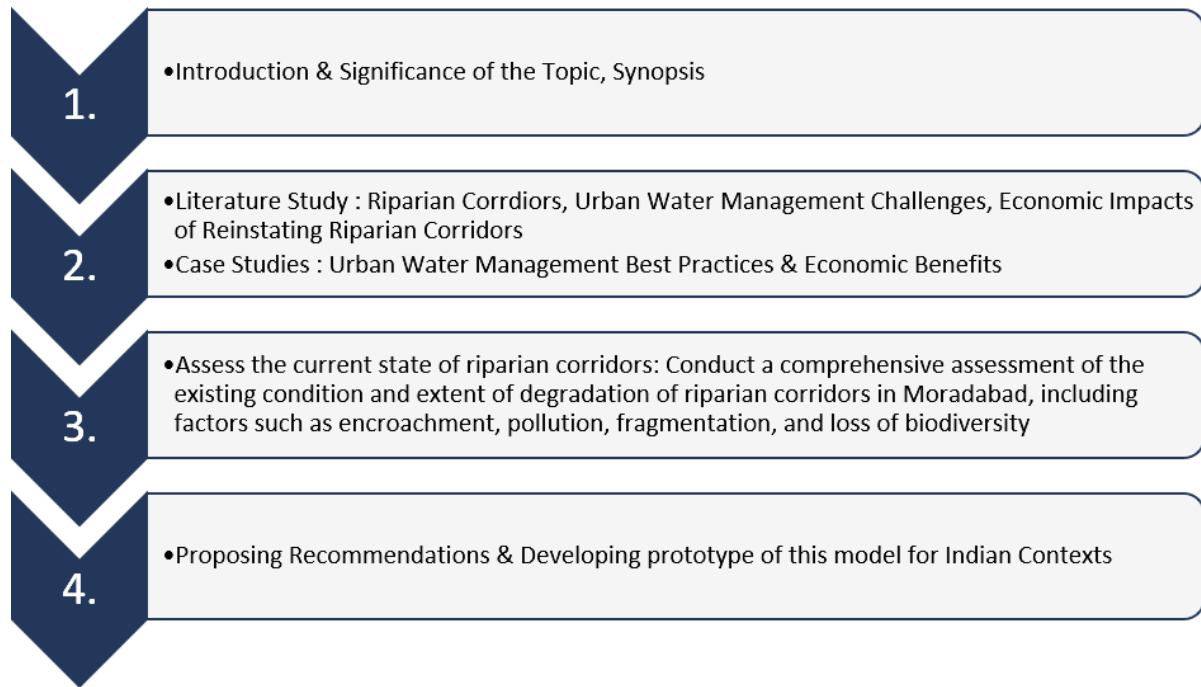 1.
•Introduction & Significance of the Topic, Synopsis
2.
•Literature Study : Riparian Corrdiors, Urban Water Management Challenges, Economic Impacts
of Reinstating Riparian Corridors
•Case Studies : Urban Water Management Best Practices & Economic Benefits
3.
•Assess the current state of riparian corridors: Conduct a comprehensive assessment of the
existing condition and extent of degradation of riparian corridors in Moradabad, including
factors such as encroachment, pollution, fragmentation, and loss of biodiversity
4.
•Proposing Recommendations & Developing prototype of this model for Indian Contexts